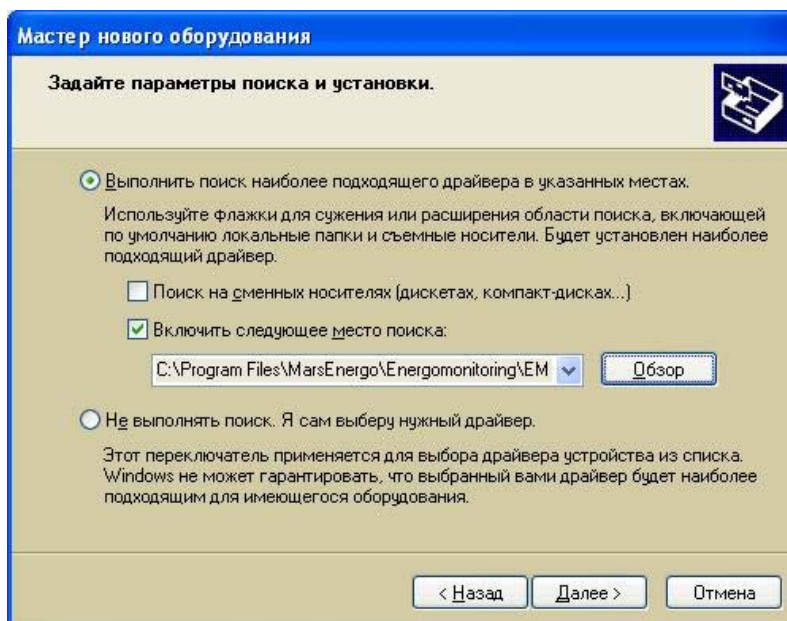 Мастер нового оборудования
Задайте параметры поиска и установки.
Выполнить поиск наиболее подходящего драйвера в указанных местах.
Используйте флажки для сужения или расширения области поиска, включающей
по умолчанию локальные папки и съемные носители. Будет установлен наиболее
подходящий драйвер.
Поиск на сменных носителях (дискетах, компакт-дисках...)
Включить следующее место поиска:
C:\Program Files\MarsEnergo\Energomonitoring\EM
Обзор
Не выполнять поиск. Я сам выберу нужный драйвер.
Этот переключатель применяется для выбора драйвера устройства из списка.
Windows не может гарантировать, что выбранный вами драйвер будет наиболее
подходящим для имеющегося оборудования.
< Назад
Далее >
Отмена